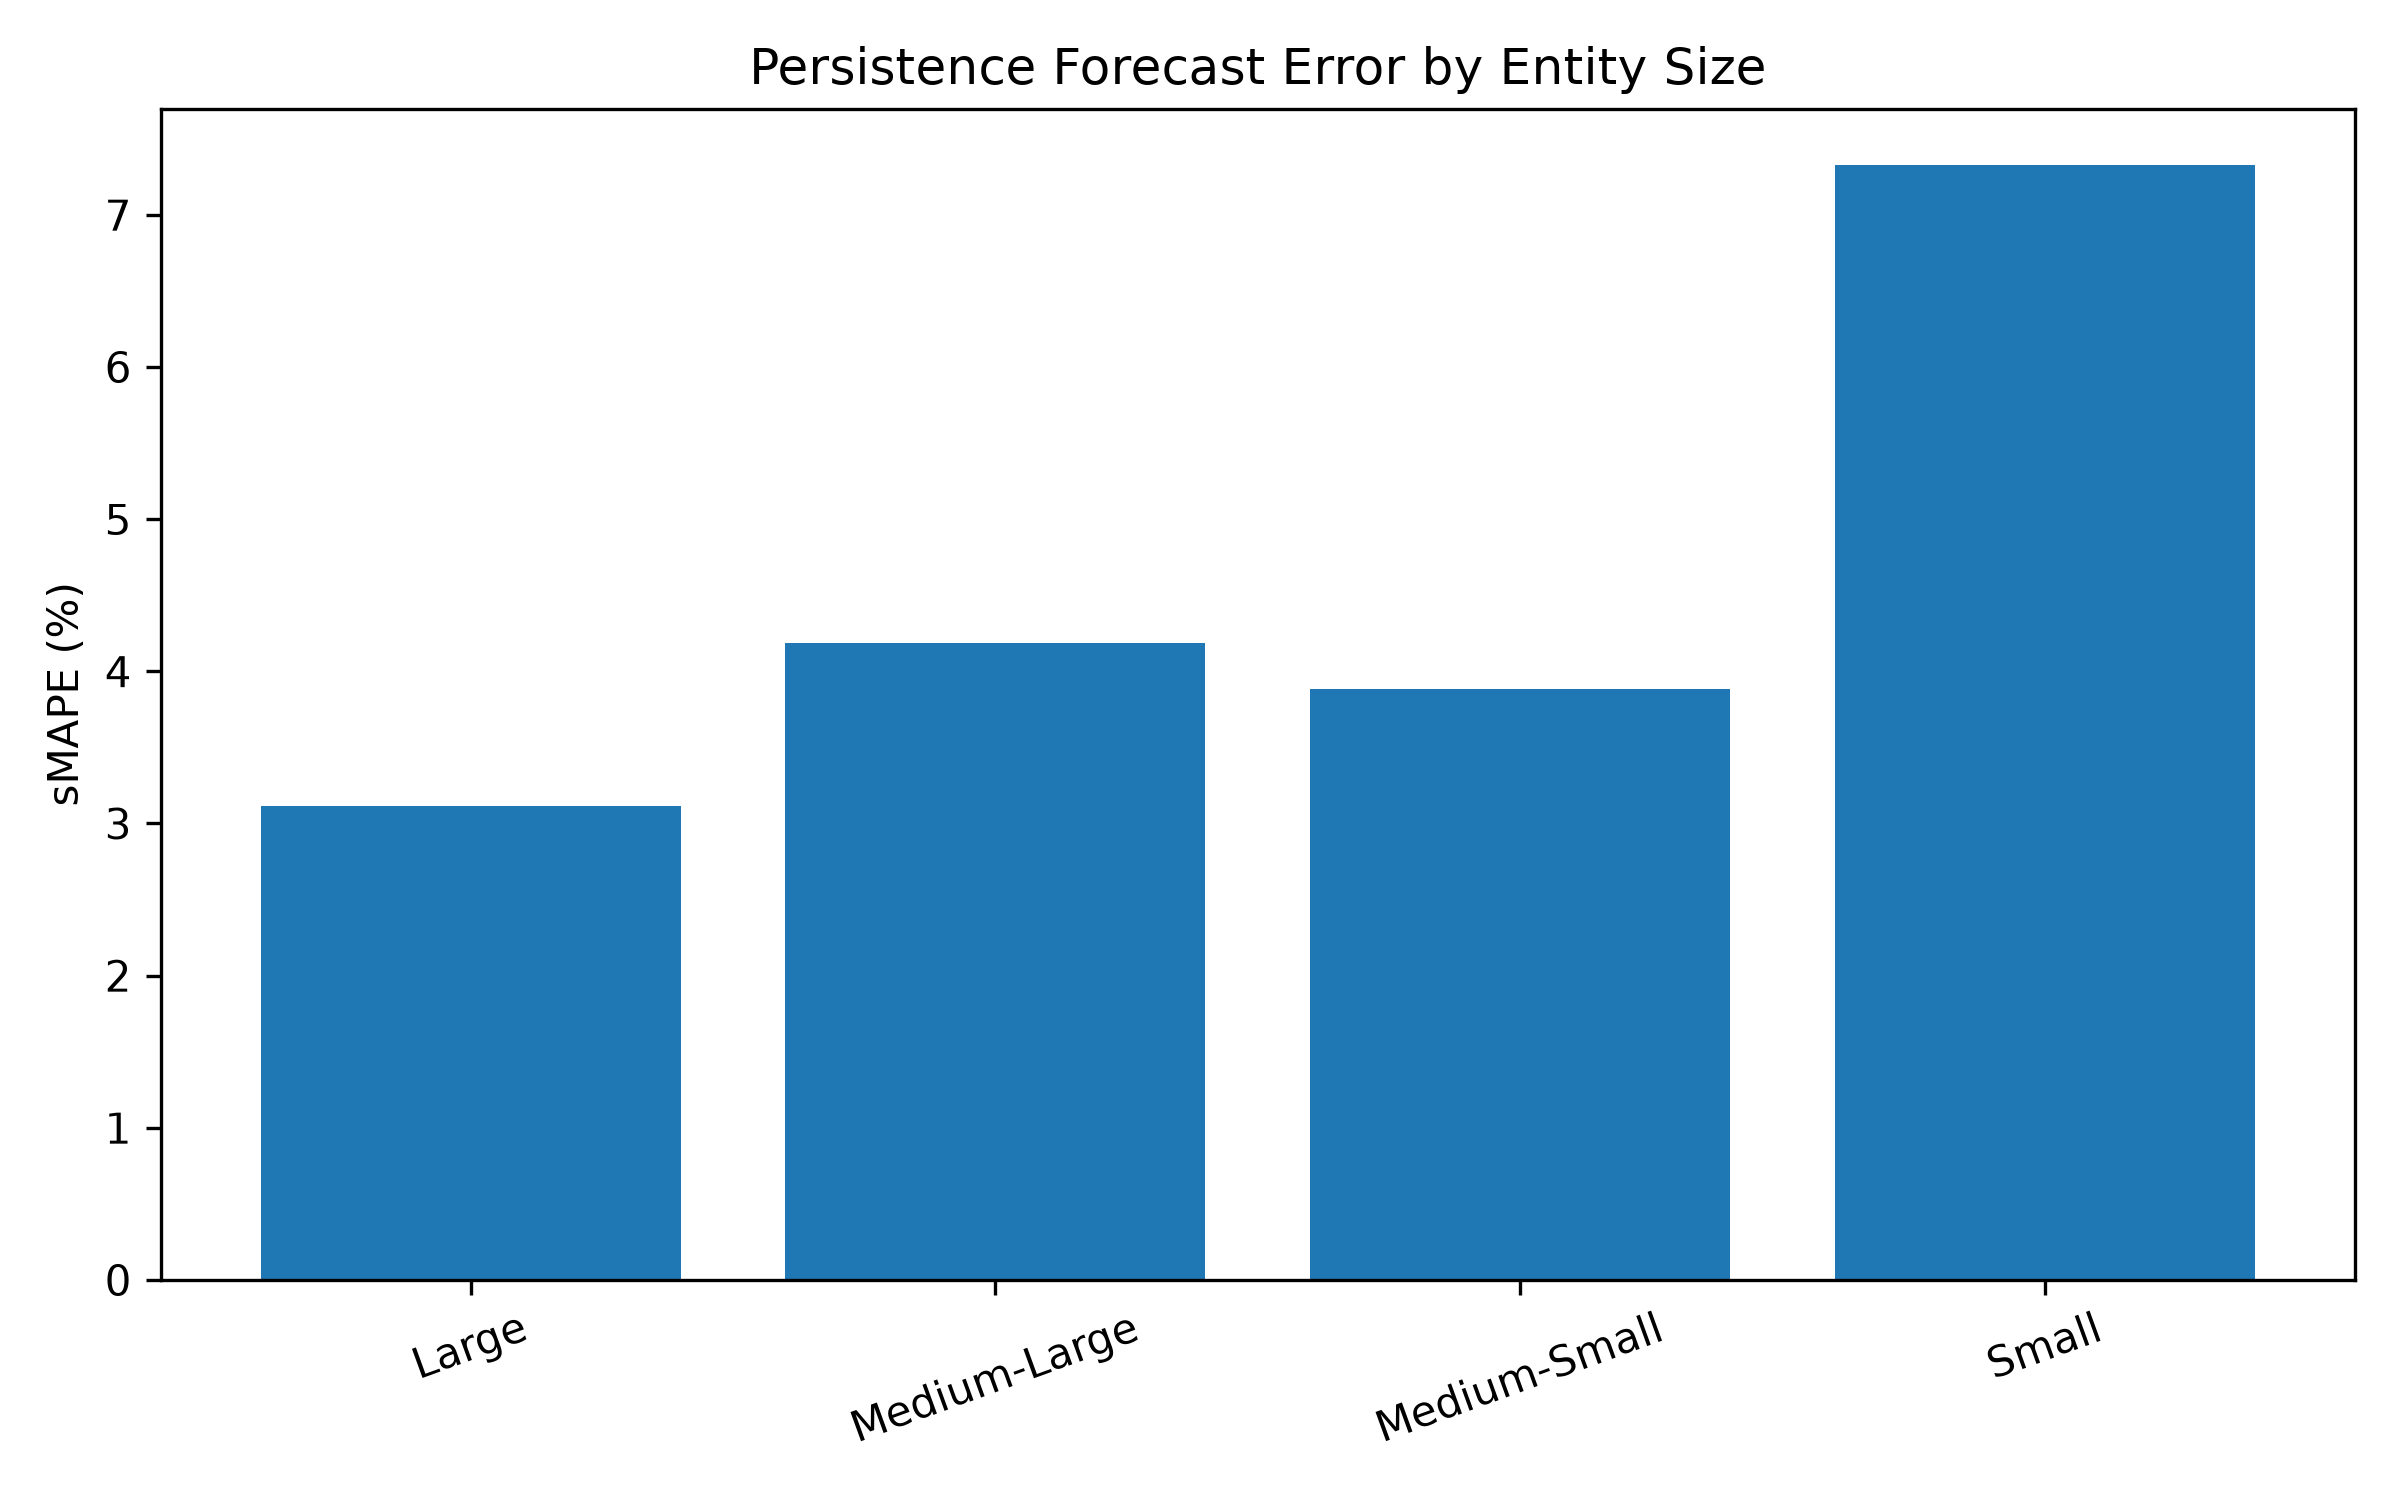 Persistence Forecast Error by Entity Size
sMAPE (%)
7
6
5
4
3
2
1
0
Large
Medium-Large
Medium-Small
Small